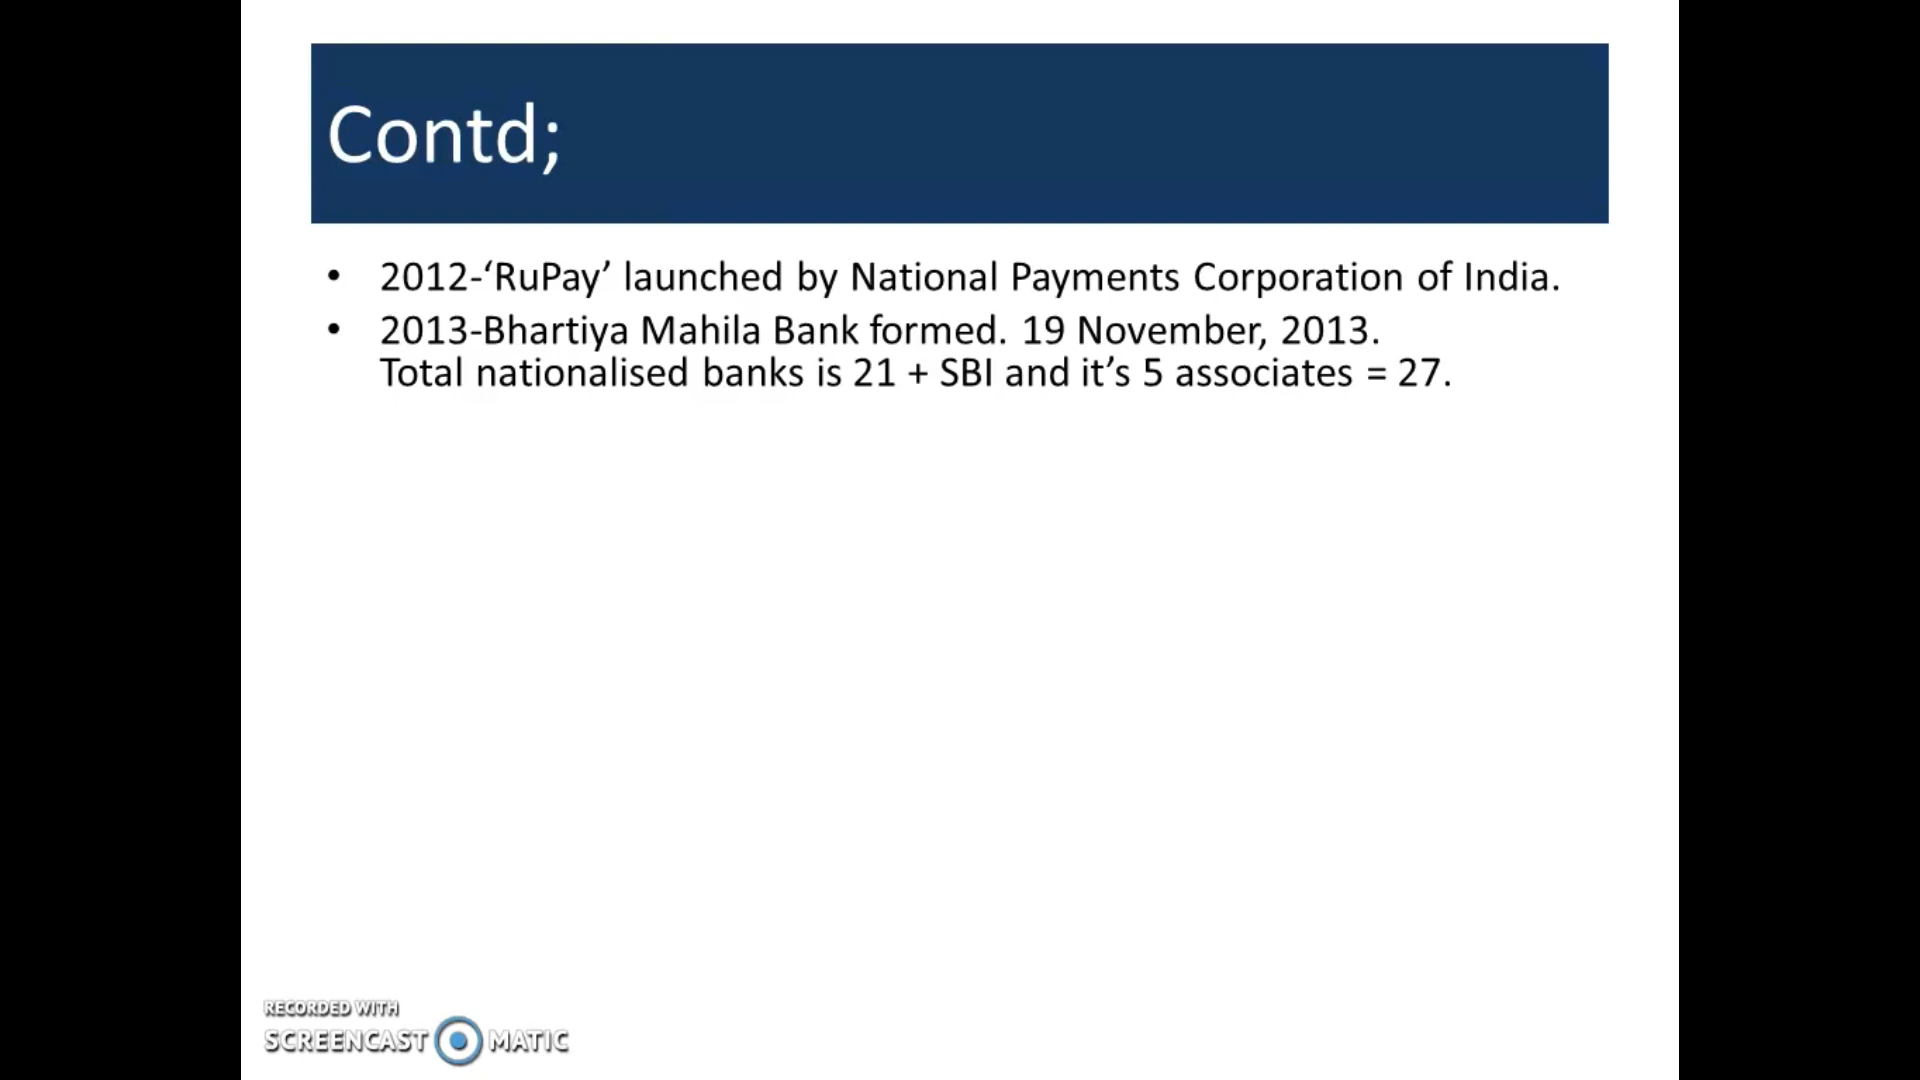 Contd;
• 2012-‘RuPay’ launched by National Payments Corporation of India.
• 2013-Bhartiya Mahila Bank formed. 19 November, 2013.
Total nationalised banks is 21 + SBI and it’s 5 associates = 27.
RECORDED WITH
SCREENCAST MATIC